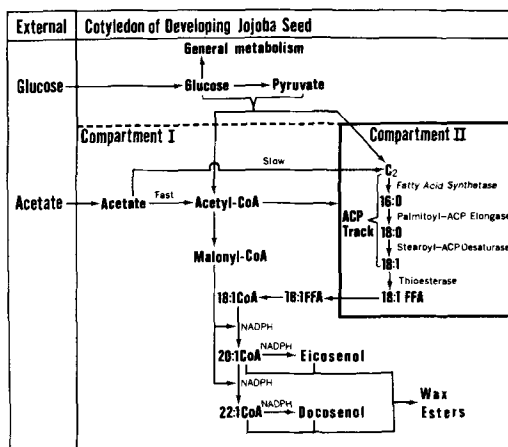 External
Cotyledon of Developing Jojoba Seed
General metabolism
Glucose
Glucose
Pyruvate
Compartment I
Compartment II
Slow
C2
Fatty Acid Synthetase
Acetate
Acetate
Fast
Acetyl-CoA
ACP
Track
16:0
Palmitoyl-ACP Elongase
18:0
Stearoyl-ACP Desaturase
18:1
Malonyl-CoA
Thioesterase
18:1CoA
18:1FFA
18:1 FFA
NADPH
20:1CoA
NADPH
Eicosenol
NADPH
Wax
Esters
22:1CoA
NADPH
Docosenol